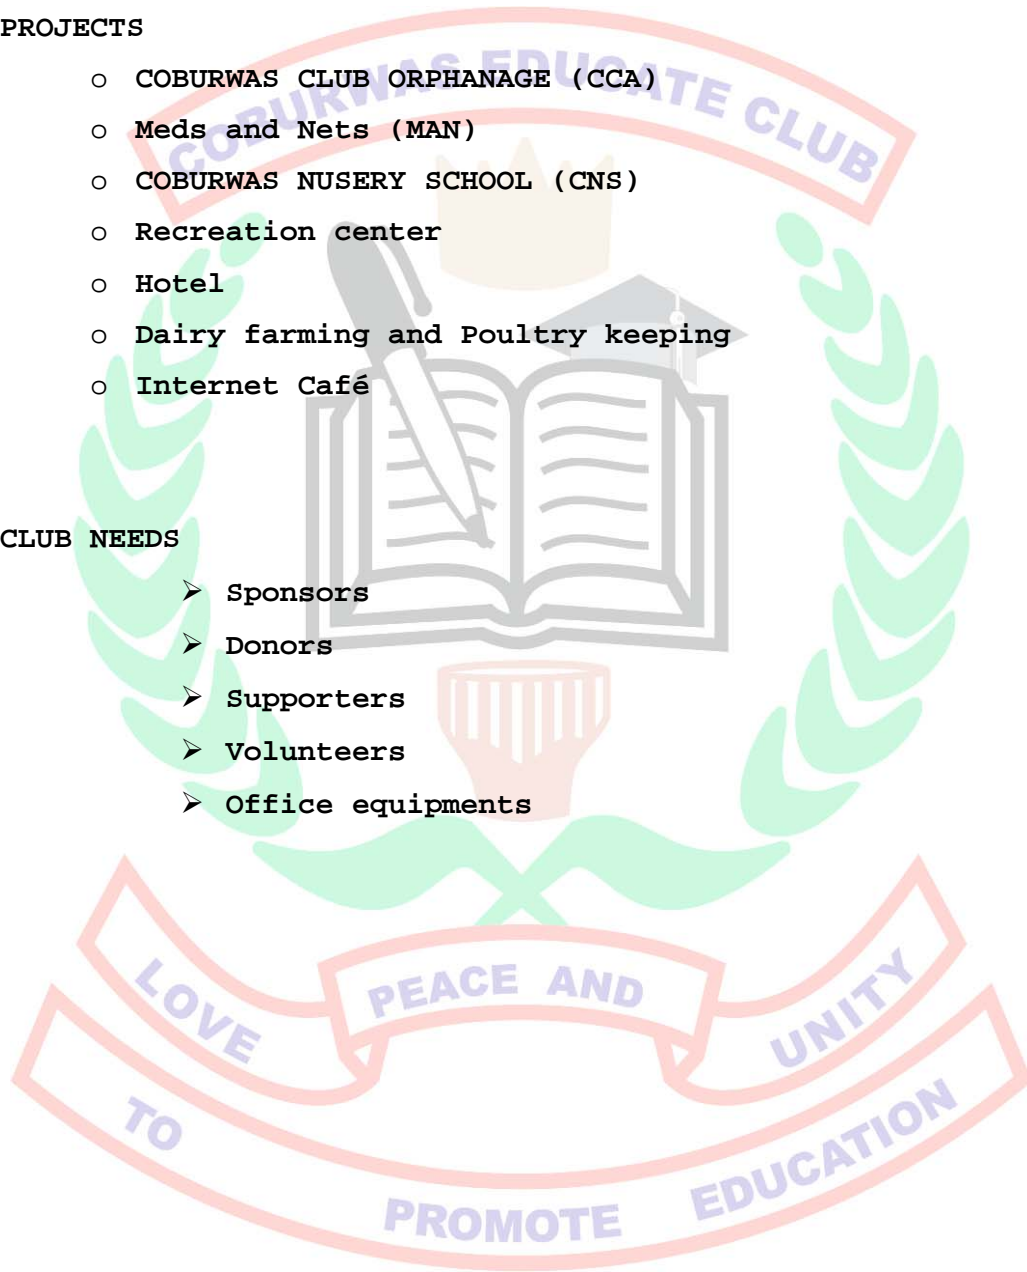 PROJECTS
o COBURWAS CLUB ORPHANAGE (CCA)
o Meds and Nets (MAN)
o COBURWAS NUSERY SCHOOL (CNS)
o Recreation center
o Hotel
o Dairy farming and Poultry keeping
o Internet Café
CLUB NEEDS
➢ Sponsors
➢ Donors
➢ Supporters
➢ Volunteers
➢ Office equipments
COBURWAS EDUCATE CLUB
LOVE PEACE AND UNITY
TO PROMOTE EDUCATION